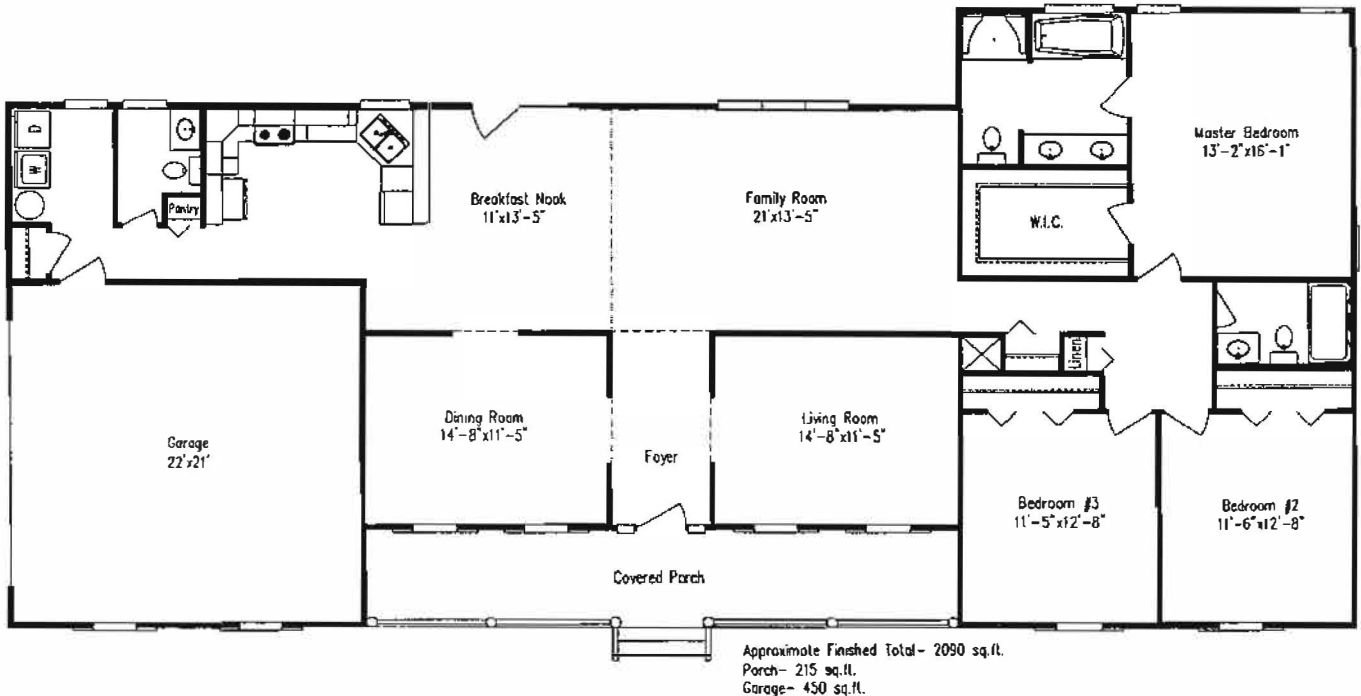 Master Bedroom
13'-2"x16'-1"
D
W
Pantry
Breakfast Nook
11'x13'-5"
Family Room
21'x13'-5"
W.I.C.
Linen
Dining Room
14'-8"x11'-5"
Living Room
14'-8"x11'-5"
Garage
22'x21'
Foyer
Bedroom #3
11'-5"x12'-8"
Bedroom #2
11'-6"x12'-8"
Covered Porch
Approximate Finished Total- 2090 sq.ft.
Porch- 215 sq.ft.
Garage- 450 sq.ft.